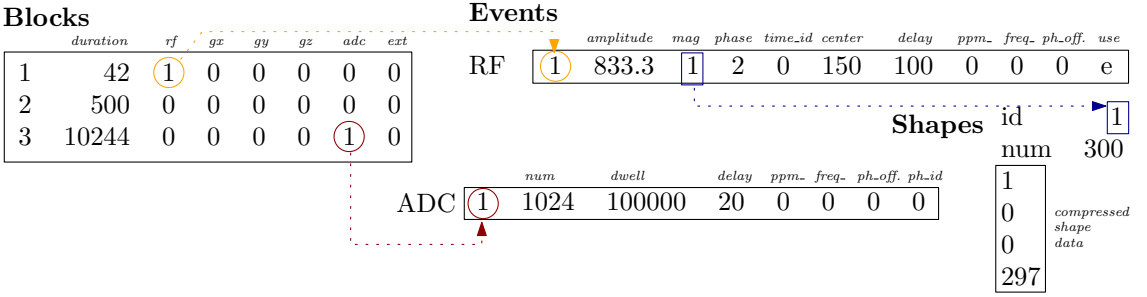 Blocks
duration rf gx gy gz adc ext
1 42 1 0 0 0 0 0
2 500 0 0 0 0 0 0
3 10244 0 0 0 0 1 0
Events
amplitude mag phase time_id center delay ppm_ freq_ ph_off. use
RF 1 833.3 1 2 0 150 100 0 0 0 e
num dwell delay ppm_ freq_ ph_off. ph_id
ADC 1 1024 100000 20 0 0 0 0
Shapes
id 1
num 300
1
0
0
297
compressed
shape
data